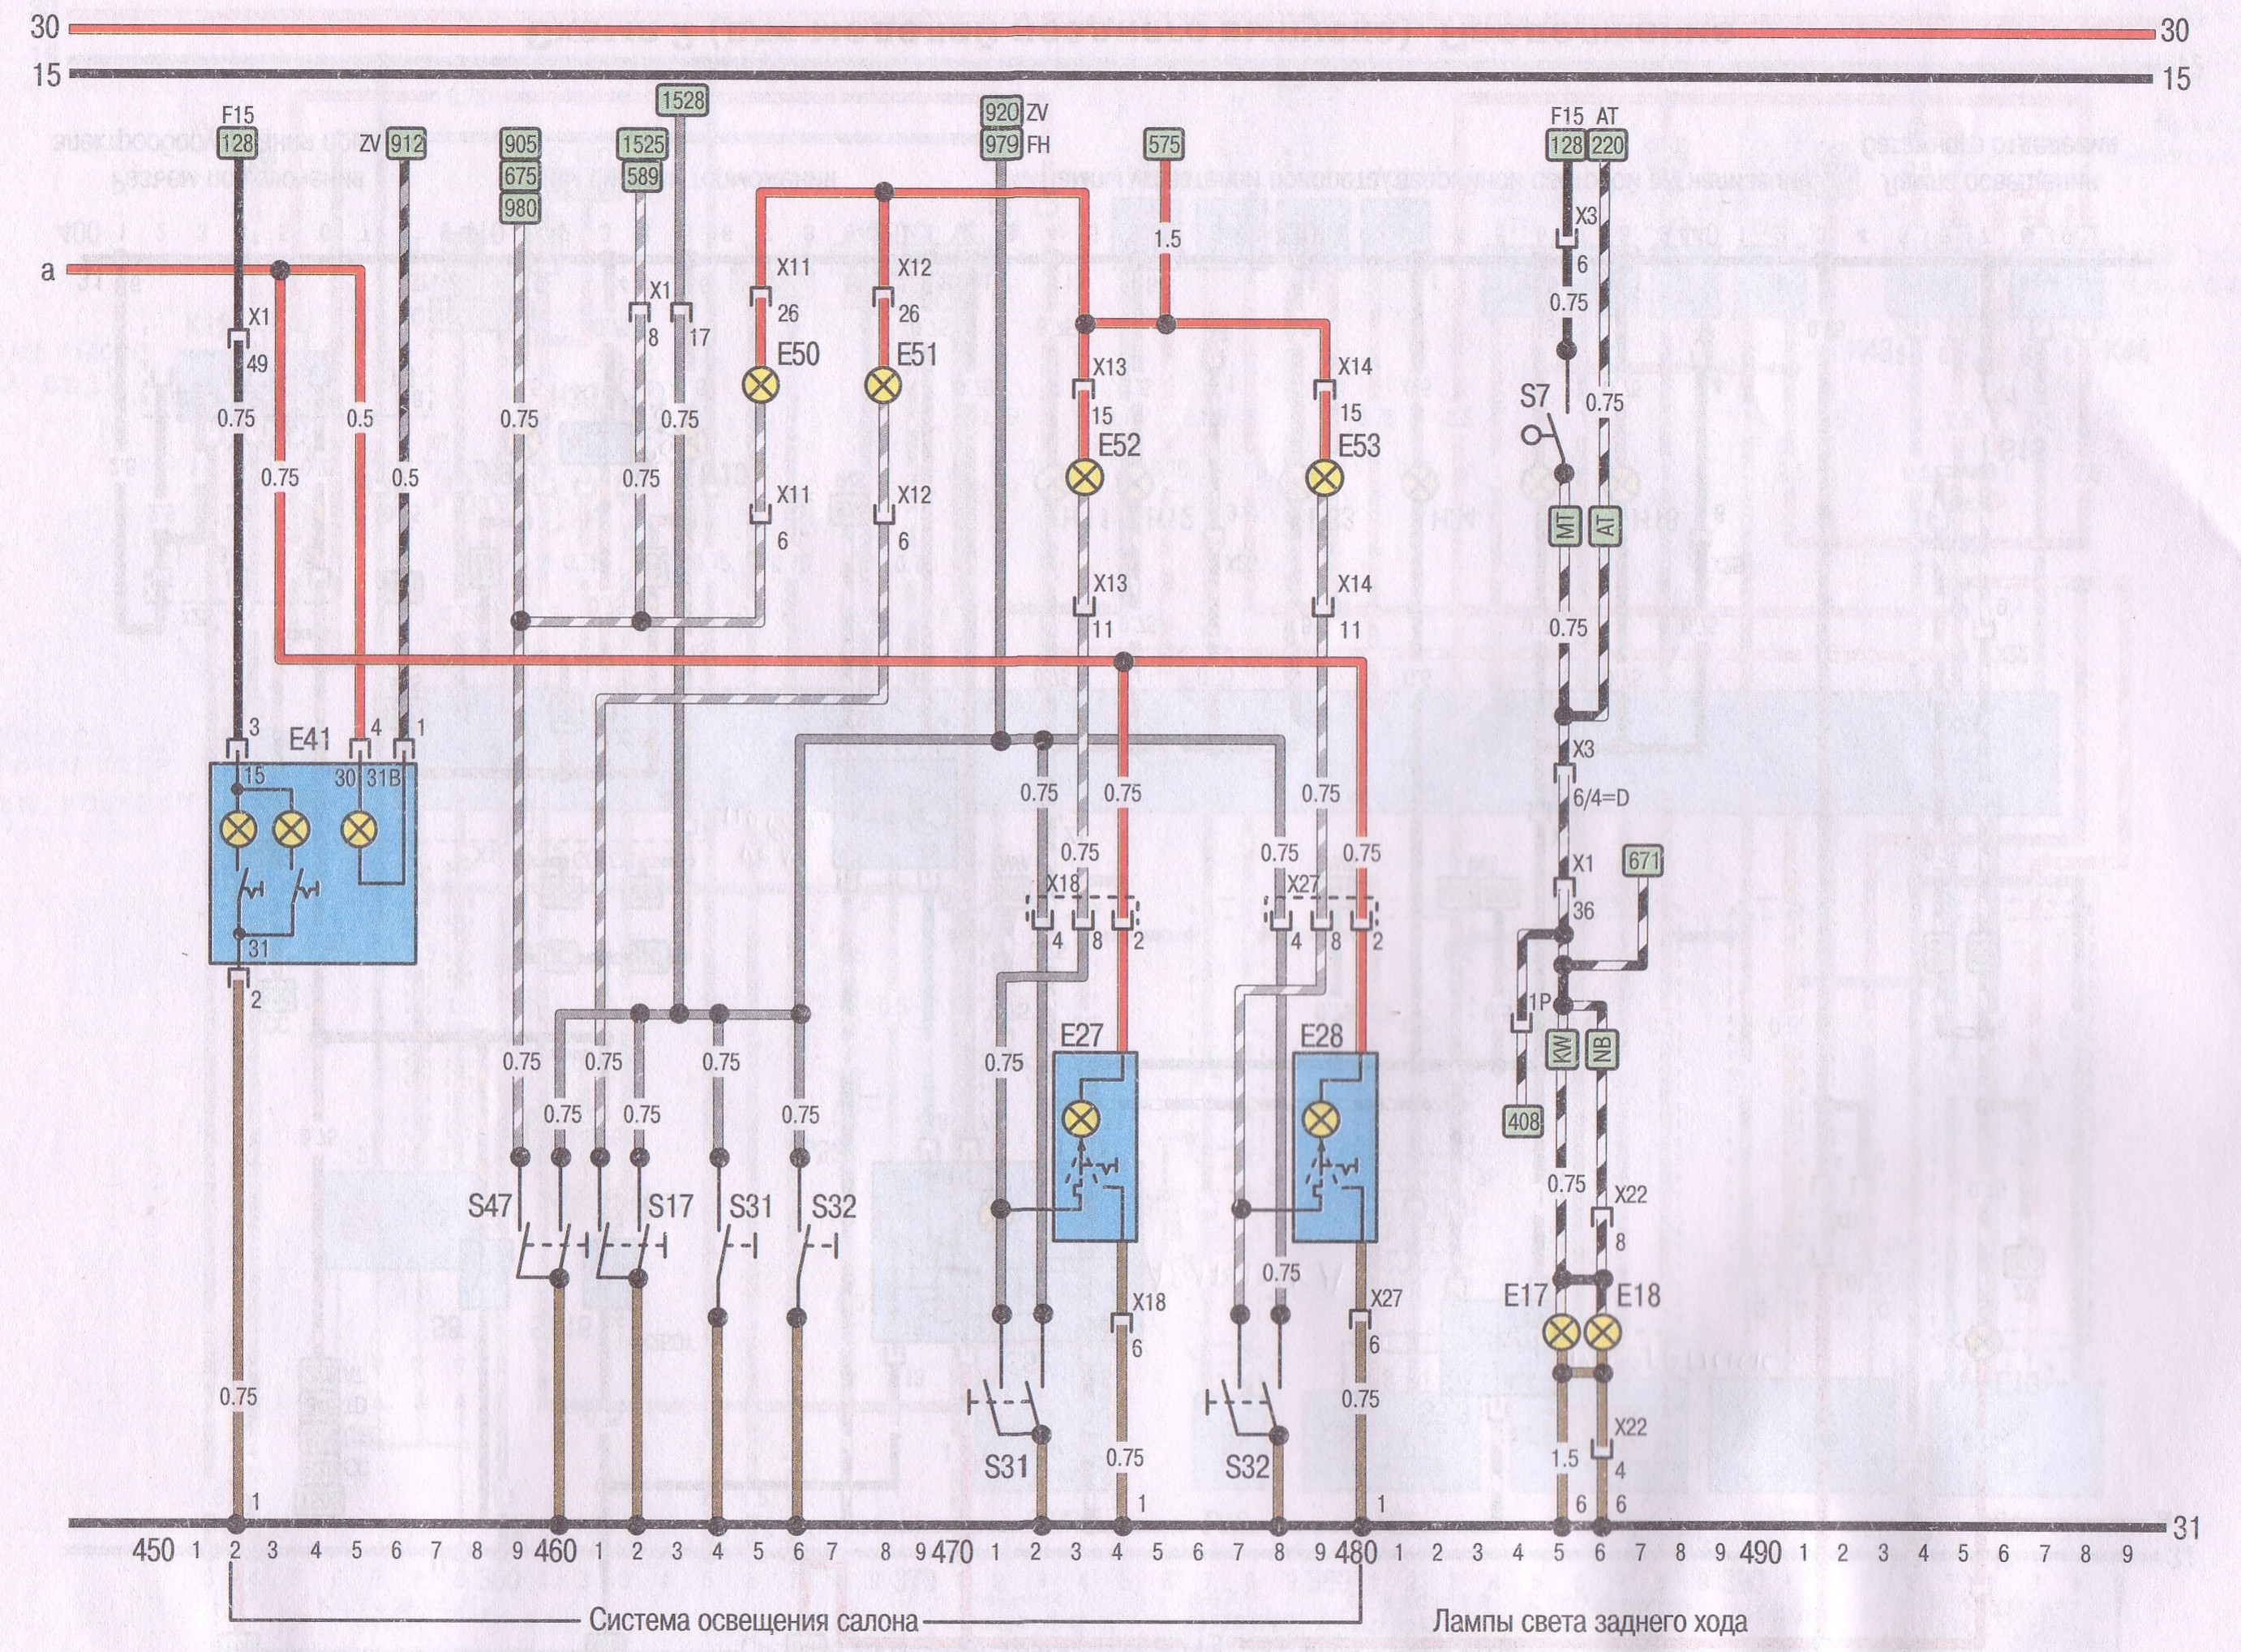 30 30
15 15
F15 1528 920 ZV F15 AT
128 ZV 912 905 1525 979 FH 575 128 220
675 589
980
X3
1.5
a X11 X12 6
X1 X1 26 26 0.75
49 8 17 E50 E51 X13 X14
S7
0.75 0.5 0.75 0.75 15 15 0.75
E52 E53
0.75 0.5 0.75
X11 X12
6 6 MT AT
X13 X14
11 11 0.75
3 E41 4 1
X3
15 30 31B 0.75 0.75 0.75 6/4=D
0.75 0.75 0.75 X1 671
X18 X27 36
4 8 2 4 8 2
31
2 1P
E27 E28
0.75 0.75 0.75 0.75 KW NB
0.75 0.75 0.75 408
0.75 X22
S47 S17 S31 S32 8
0.75
X18 X27 E17 E18
6 6
0.75 0.75
X22
S31 0.75 S32 1.5 4
1 1 1 6 6
31
450 1 2 3 4 5 6 7 8 9 460 1 2 3 4 5 6 7 8 9 470 1 2 3 4 5 6 7 8 9 480 1 2 3 4 5 6 7 8 9 490 1 2 3 4 5 6 7 8 9
Система освещения салона Лампы света заднего хода